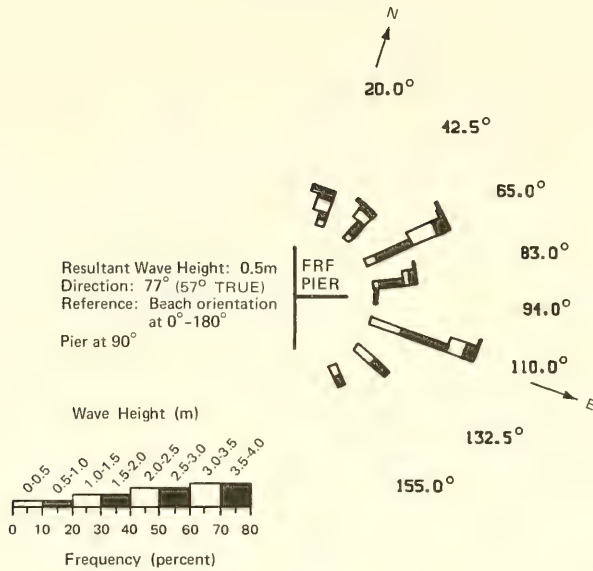 N
20.0°
42.5°
65.0°
83.0°
94.0°
110.0°
E
132.5°
155.0°
FRF
PIER
Resultant Wave Height: 0.5m
Direction: 77° (57° TRUE)
Reference: Beach orientation
at 0°-180°
Pier at 90°
Wave Height (m)
0-0.5
0.5-1.0
1.0-1.5
1.5-2.0
2.0-2.5
2.5-3.0
3.0-3.5
3.5-4.0
0 10 20 30 40 50 60 70 80
Frequency (percent)